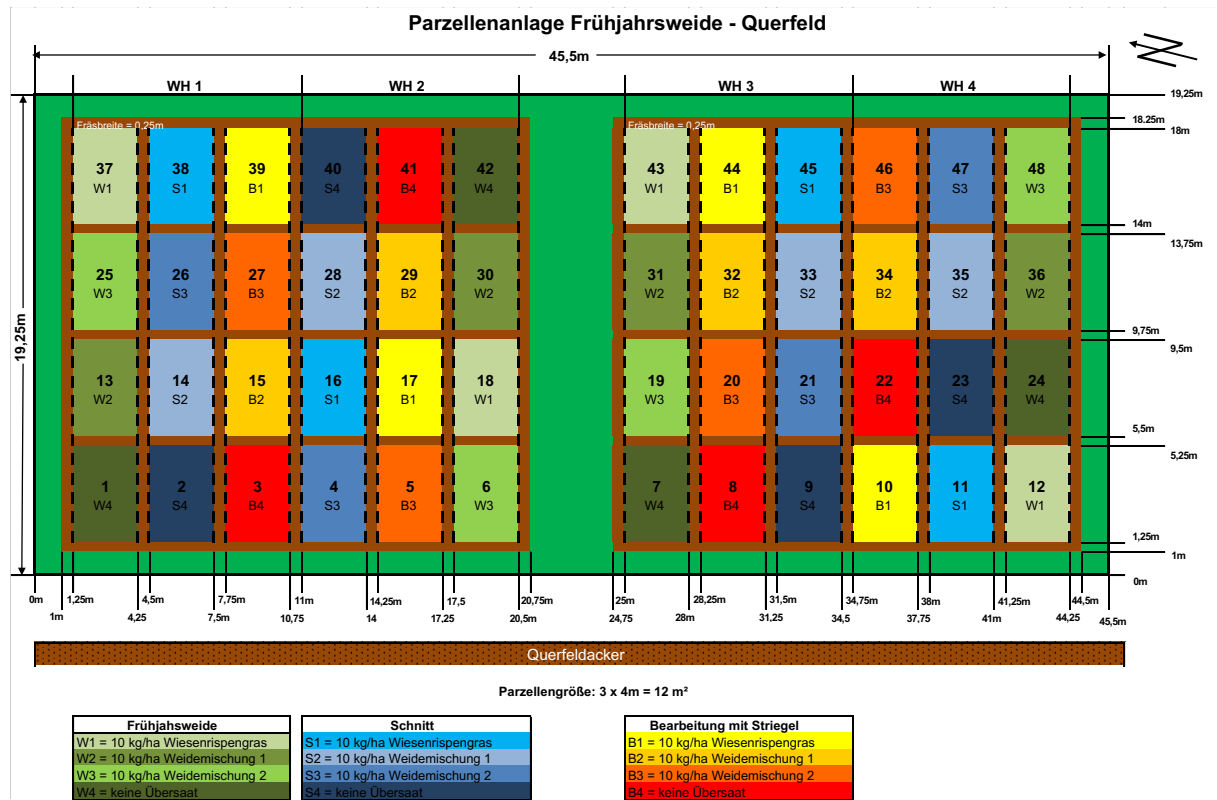 Parzellenanlage Frühjahrsweide - Querfeld
45,5m
WH 1 WH 2 WH 3 WH 4
19,25m
Fräsbreite = 0,25m Fräsbreite = 0,25m
18.25m
18m
37 38 39 40 41 42 43 44 45 46 47 48
W1 S1 B1 S4 B4 W4 W1 B1 S1 B3 S3 W3
14m
13,75m
25 26 27 28 29 30 31 32 33 34 35 36
W3 S3 B3 S2 B2 W2 W2 B2 S2 B2 S2 W2
9,75m
9,5m
19,25m
13 14 15 16 17 18 19 20 21 22 23 24
W2 S2 B2 S1 B1 W1 W3 B3 S3 B4 S4 W4
5,5m
5,25m
1 2 3 4 5 6 7 8 9 10 11 12
W4 S4 B4 S3 B3 W3 W4 B4 S4 B1 S1 W1
1,25m
1m
0m
0m 1,25m 4,5m 7,75m 11m 14,25m 17,5 20,75m 25m 28,25m 31,5m 34,75m 38m 41,25m 44,5m
1m 4,25 7,5m 10,75 14 17,25 20,5m 24,75 28m 31,25 34,5 37,75 41m 44,25 45,5m
Querfeldacker
Parzellengröße: 3 x 4m = 12 m²
Frühjahsweide Schnitt Bearbeitung mit Striegel
W1 = 10 kg/ha Wiesenrispengras S1 = 10 kg/ha Wiesenrispengras B1 = 10 kg/ha Wiesenrispengras
W2 = 10 kg/ha Weidemischung 1 S2 = 10 kg/ha Weidemischung 1 B2 = 10 kg/ha Weidemischung 1
W3 = 10 kg/ha Weidemischung 2 S3 = 10 kg/ha Weidemischung 2 B3 = 10 kg/ha Weidemischung 2
W4 = keine Übersaat S4 = keine Übersaat B4 = keine Übersaat